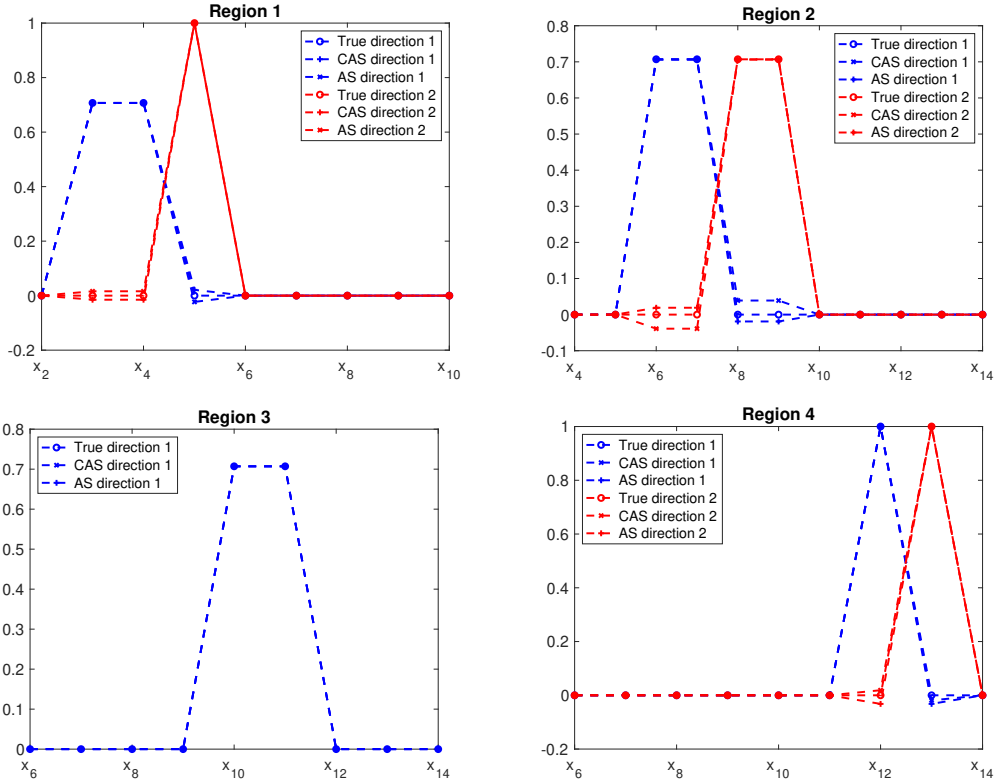 Region 1
1
0.8
0.6
0.4
0.2
0
-0.2
x2
x4
x6
x8
x10
True direction 1
CAS direction 1
AS direction 1
True direction 2
CAS direction 2
AS direction 2
Region 2
0.8
0.7
0.6
0.5
0.4
0.3
0.2
0.1
0
-0.1
x4
x6
x8
x10
x12
x14
True direction 1
CAS direction 1
AS direction 1
True direction 2
CAS direction 2
AS direction 2
Region 3
0.8
0.7
0.6
0.5
0.4
0.3
0.2
0.1
0
x6
x8
x10
x12
x14
True direction 1
CAS direction 1
AS direction 1
Region 4
1
0.8
0.6
0.4
0.2
0
-0.2
x6
x8
x10
x12
x14
True direction 1
CAS direction 1
AS direction 1
True direction 2
CAS direction 2
AS direction 2